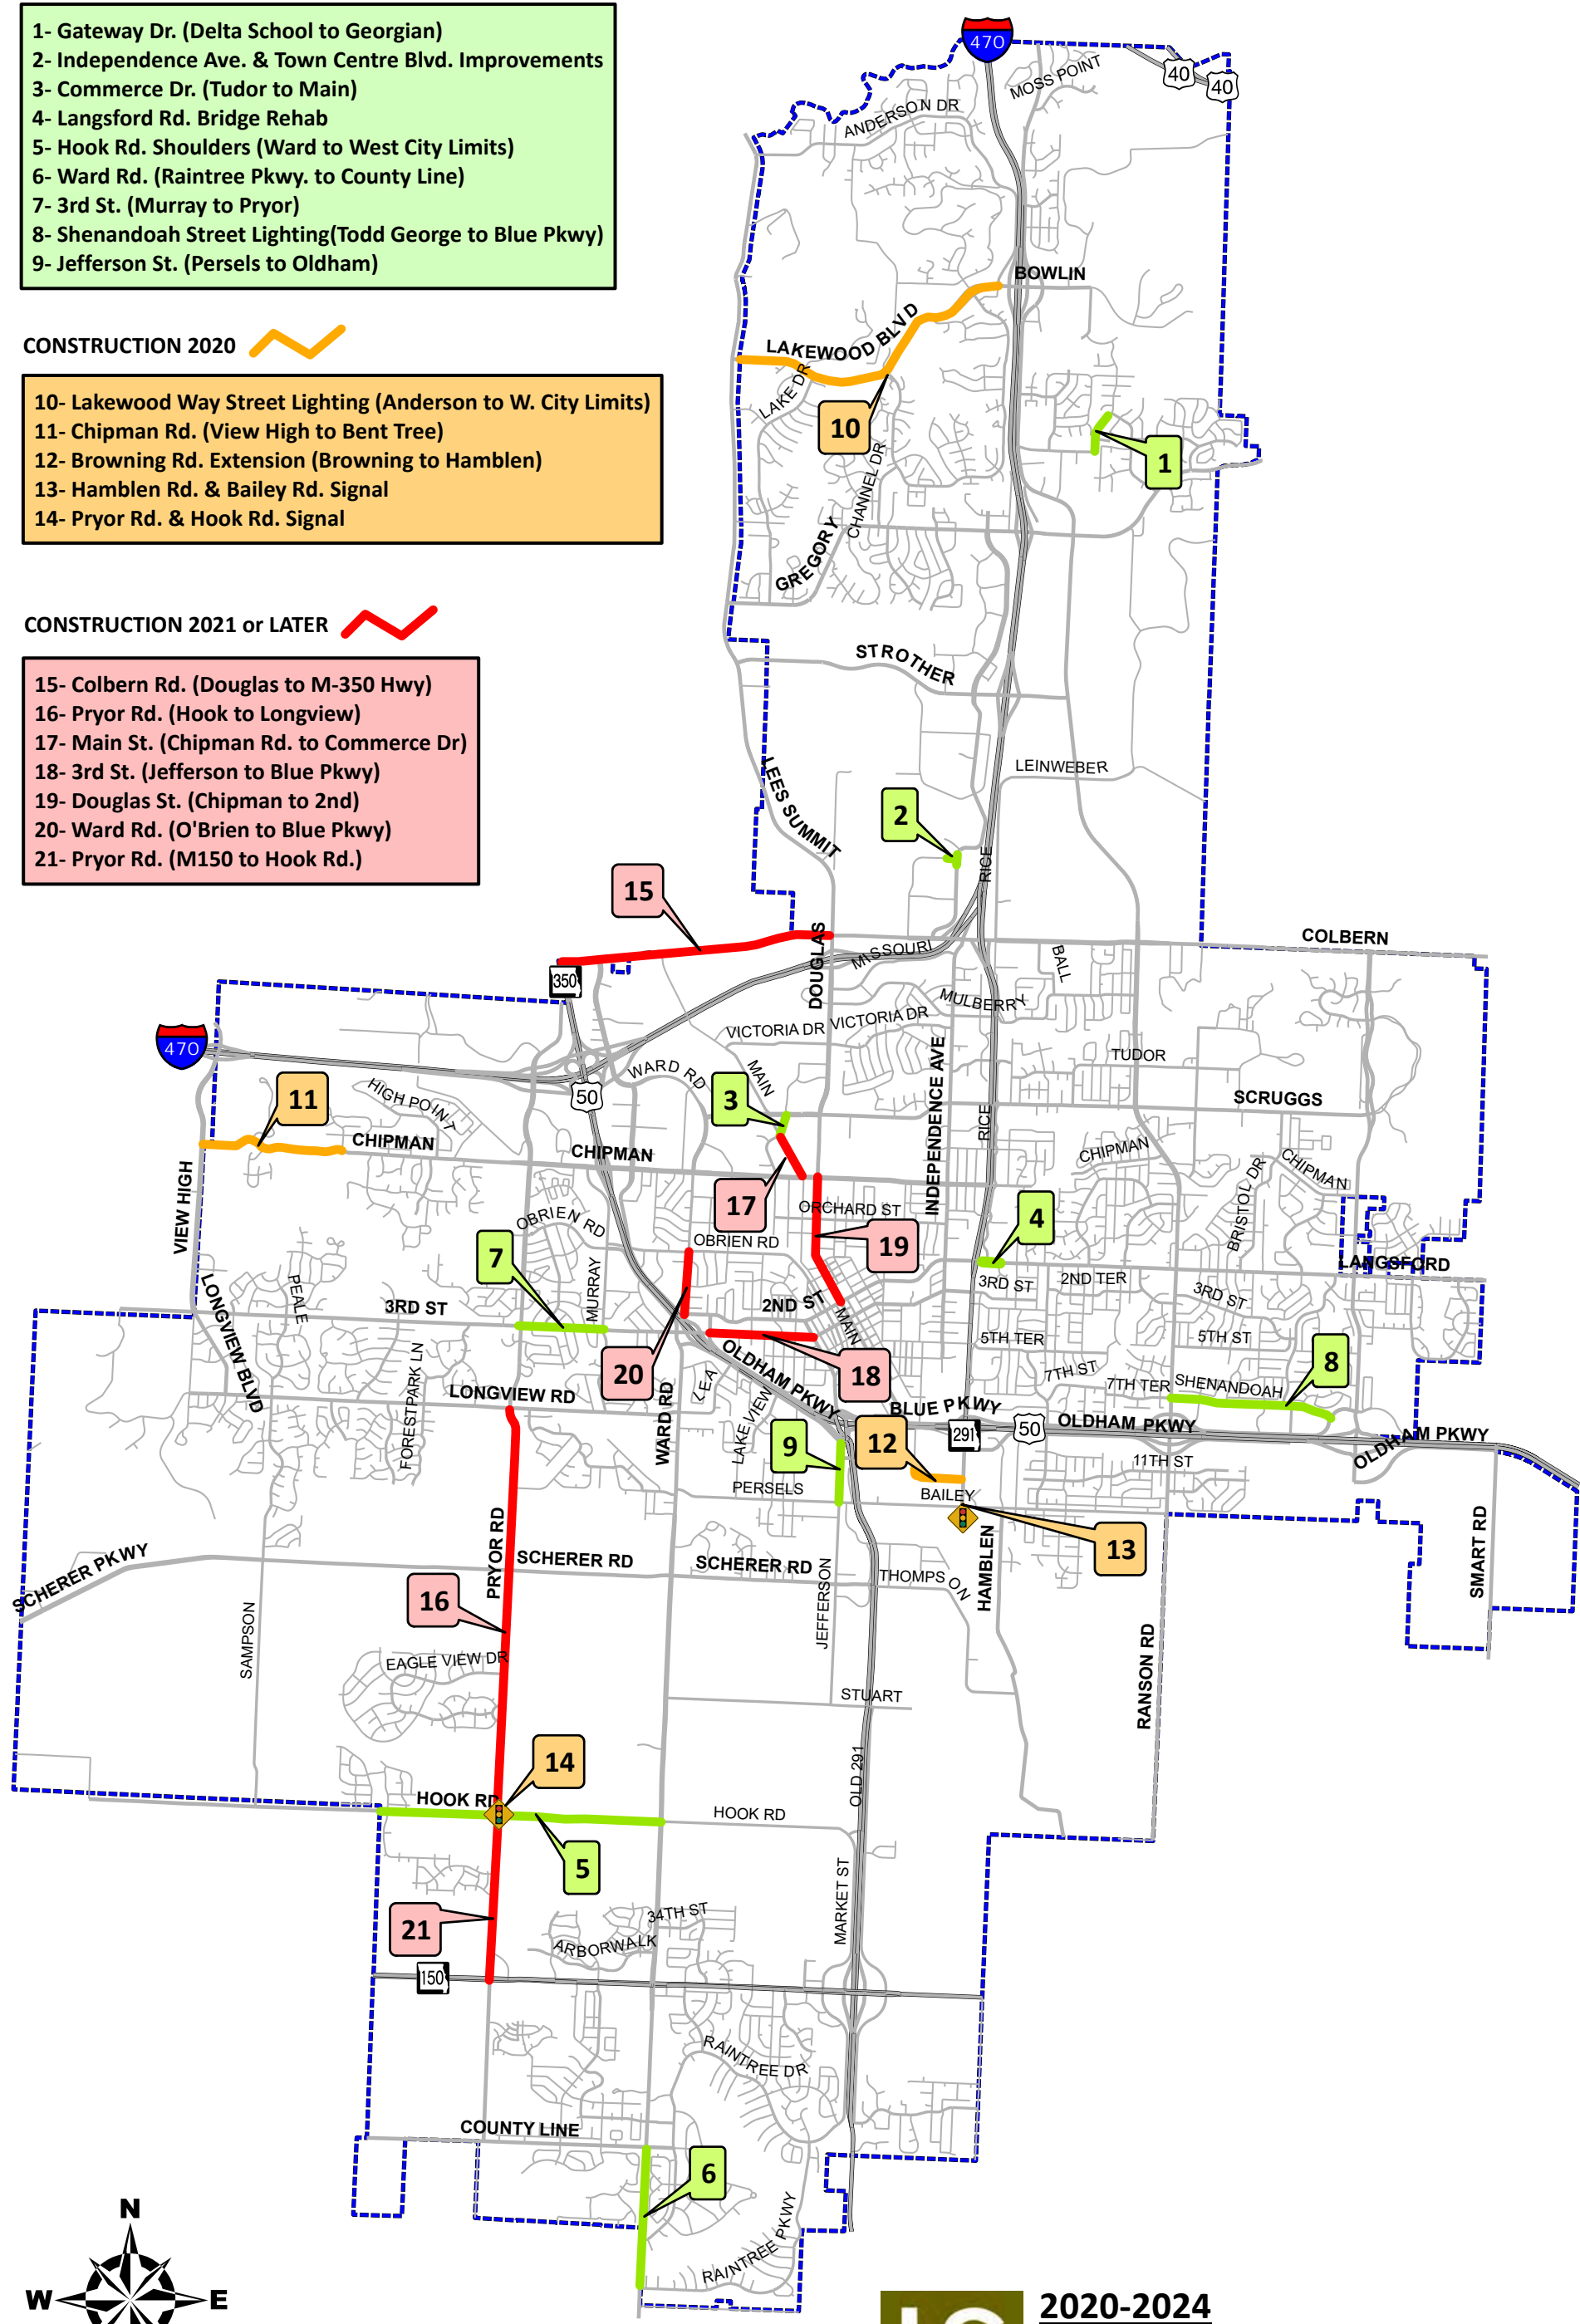 1- Gateway Dr. (Delta School to Georgian)
2- Independence Ave. & Town Centre Blvd. Improvements
3- Commerce Dr. (Tudor to Main)
4- Langsford Rd. Bridge Rehab
5- Hook Rd. Shoulders (Ward to West City Limits)
6- Ward Rd. (Raintree Pkwy. to County Line)
7- 3rd St. (Murray to Pryor)
8- Shenandoah Street Lighting(Todd George to Blue Pkwy)
9- Jefferson St. (Persels to Oldham)
CONSTRUCTION 2020
10- Lakewood Way Street Lighting (Anderson to W. City Limits)
11- Chipman Rd. (View High to Bent Tree)
12- Browning Rd. Extension (Browning to Hamblen)
13- Hamblen Rd. & Bailey Rd. Signal
14- Pryor Rd. & Hook Rd. Signal
CONSTRUCTION 2021 or LATER
15- Colbern Rd. (Douglas to M-350 Hwy)
16- Pryor Rd. (Hook to Longview)
17- Main St. (Chipman Rd. to Commerce Dr)
18- 3rd St. (Jefferson to Blue Pkwy)
19- Douglas St. (Chipman to 2nd)
20- Ward Rd. (O'Brien to Blue Pkwy)
21- Pryor Rd. (M150 to Hook Rd.)
470
MOSS POINT
40
40
ANDERSON DR
BOWLIN
LAKEWOOD BLVD
LAKE DR
10
1
CHANNEL DR
GREGORY
STROTHER
LEINWEBER
LEES SUMMIT
2
RICE
15
COLBERN
DOUGLAS
MISSOURI
BALL
350
MULBERRY
VICTORIA DR
VICTORIA DR
470
TUDOR
INDEPENDENCE AVE
WARD RD
MAIN
50
3
11
HIGH POINT
SCRUGGS
RICE
CHIPMAN
CHIPMAN
CHIPMAN
CHIPMAN
BRISTOL DR
VIEW HIGH
17
ORCHARD ST
4
OBRIEN RD
OBRIEN RD
19
7
LANGSFORD
3RD ST
2ND TER
3RD ST
LONGVIEW BLVD
PEALE
MURRAY
3RD ST
2ND ST
MAIN
5TH TER
5TH ST
8
20
18
OLDHAM PKWY
7TH ST
7TH TER
SHENANDOAH
FORESTPARK LN
LONGVIEW RD
LEA
LAKE VIEW
WARD RD
BLUE PKWY
291
50
OLDHAM PKWY
OLDHAM PKWY
9
12
11TH ST
PERSELS
BAILEY
13
PRYOR RD
SMART RD
SCHERER PKWY
SCHERER RD
SCHERER RD
THOMPSON
HAMBLEN
JEFFERSON
16
SAMPSON
EAGLE VIEW DR
RANSON RD
STUART
14
OLD 291
HOOK RD
HOOK RD
5
MARKET ST
21
34TH ST
ARBORWALK
150
RAINTREE DR
COUNTY LINE
6
RAINTREE PKWY
N
W
E
2020-2024